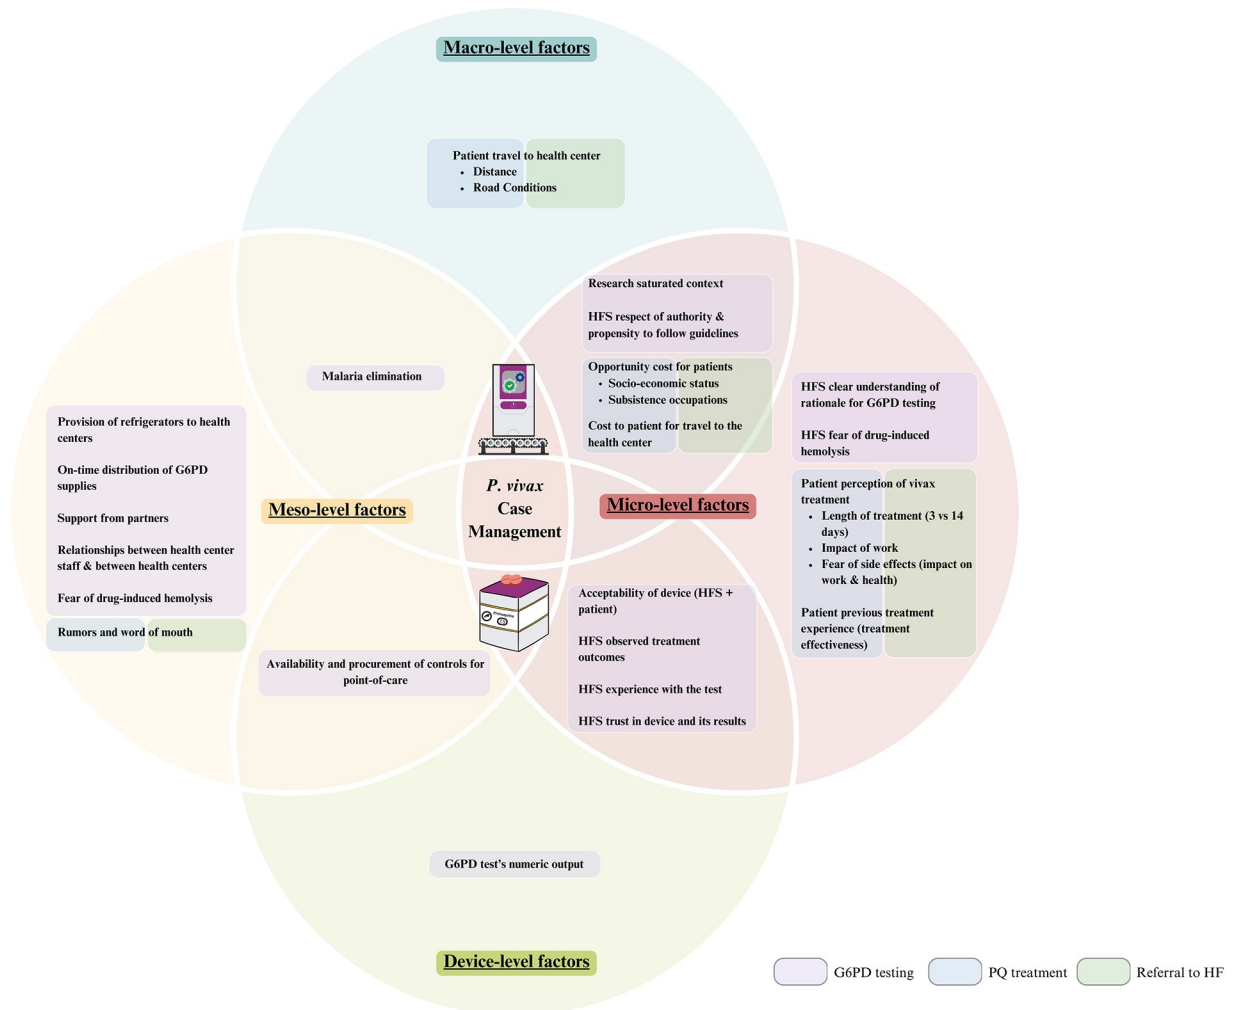 Macro-level factors
Patient travel to health center
• Distance
• Road Conditions
Research saturated context
HFS respect of authority &
propensity to follow guidelines
Opportunity cost for patients
• Socio-economic status
• Subsistence occupations
Cost to patient for travel to the
health center
Malaria elimination
HFS clear understanding of
rationale for G6PD testing
HFS fear of drug-induced
hemolysis
Provision of refrigerators to health
centers
On-time distribution of G6PD
supplies
Support from partners
Relationships between health center
staff & between health centers
Fear of drug-induced hemolysis
Rumors and word of mouth
Meso-level factors
P. vivax
Case
Management
Micro-level factors
Patient perception of vivax
treatment
• Length of treatment (3 vs 14
days)
• Impact of work
• Fear of side effects (impact on
work & health)
Patient previous treatment
experience (treatment
effectiveness)
Acceptability of device (HFS +
patient)
HFS observed treatment
outcomes
HFS experience with the test
HFS trust in device and its results
Availability and procurement of controls for
point-of-care
G6PD test's numeric output
Device-level factors
G6PD testing
PQ treatment
Referral to HF